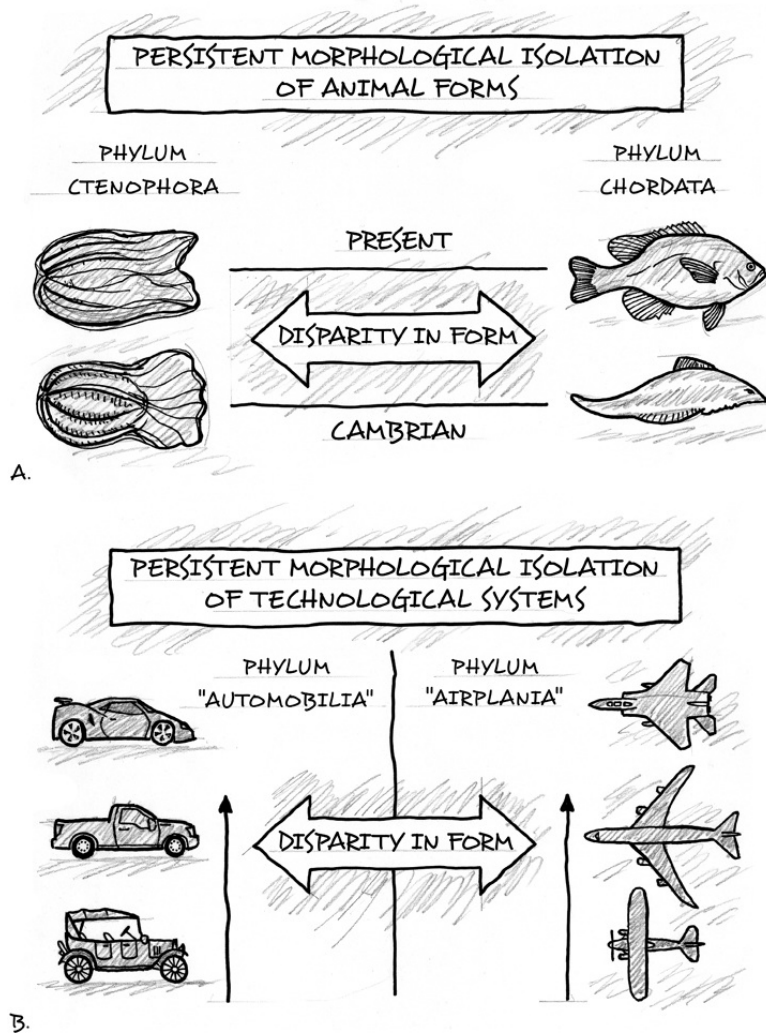 PERSISTENT MORPHOLOGICAL ISOLATION
OF ANIMAL FORMS
PHYLUM
CTENOPHORA
PHYLUM
CHORDATA
PRESENT
DISPARITY IN FORM
CAMBRIAN
A.
PERSISTENT MORPHOLOGICAL ISOLATION
OF TECHNOLOGICAL SYSTEMS
PHYLUM
"AUTOMOBILIA"
PHYLUM
"AIRPLANIA"
DISPARITY IN FORM
B.